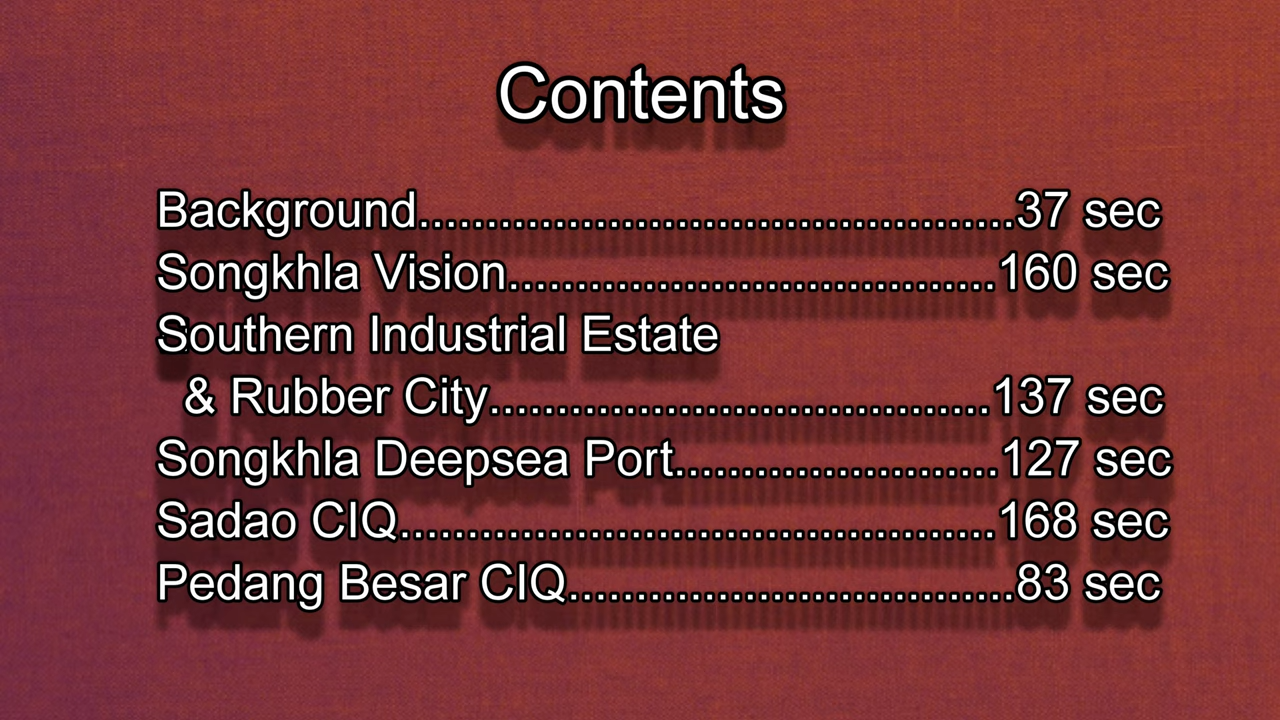 Contents
Background............................................37 sec
Songkhla Vision....................................160 sec
Southern Industrial Estate
& Rubber City.....................................137 sec
Songkhla Deepsea Port........................127 sec
Sadao CIQ............................................168 sec
Pedang Besar CIQ.................................83 sec